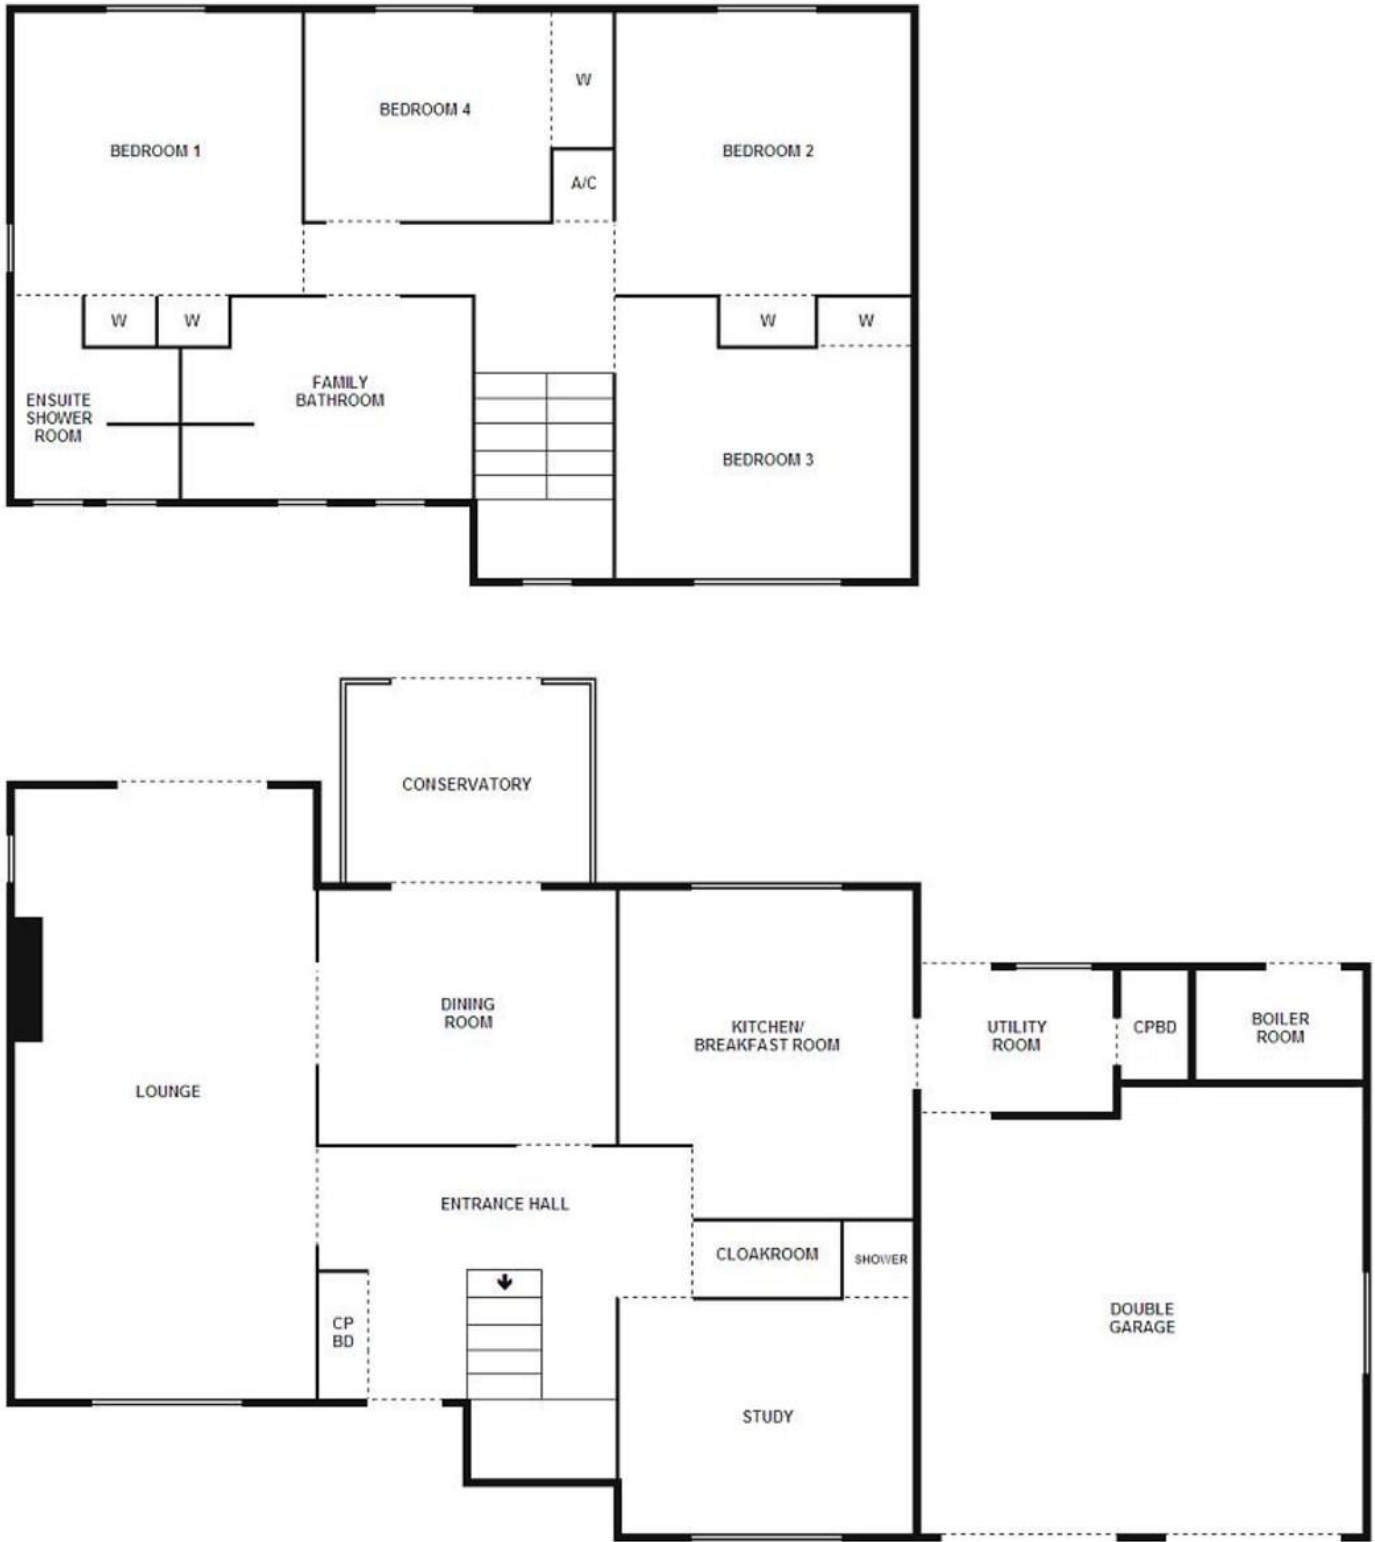 W
BEDROOM 4
BEDROOM 1
BEDROOM 2
A/C
W
W
W
W
FAMILY
BATHROOM
ENSUITE
SHOWER
ROOM
BEDROOM 3
CONSERVATORY
DINING
ROOM
KITCHEN/
BREAKFAST ROOM
UTILITY
ROOM
CPBD
BOILER
ROOM
LOUNGE
ENTRANCE HALL
CLOAKROOM
SHOWER
CP
BD
DOUBLE
GARAGE
STUDY